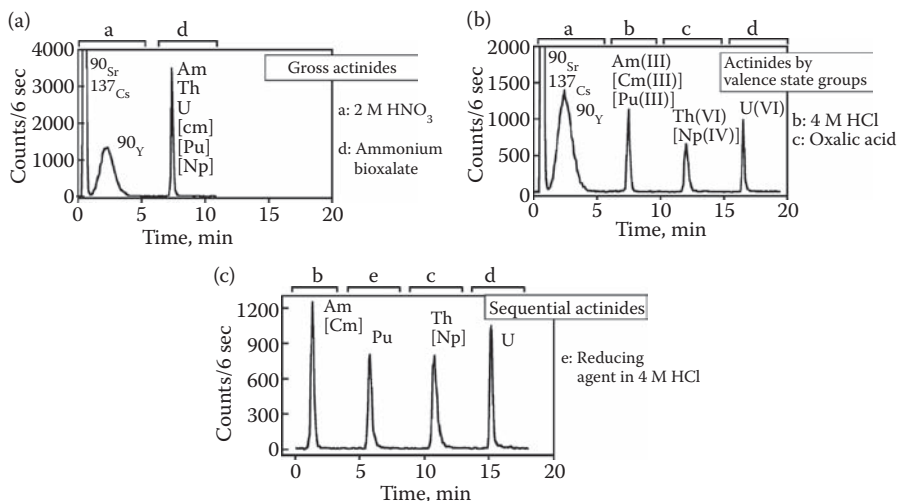 (a)
a
d
4000
3000
2000
1000
0
Counts/6 sec
90Sr
137Cs
90Y
Am
Th
U
[cm]
[Pu]
[Np]
0 5 10 15 20
Time, min
Gross actinides
a: 2 M HNO3
d: Ammonium
bioxalate
(b)
a
b
c
d
2000
1500
1000
500
0
Counts/6 sec
90Sr
137Cs
90Y
Am(III)
[Cm(III)]
[Pu(III)]
Th(VI)
[Np(IV)]
U(VI)
0 5 10 15 20
Time, min
Actinides by
valence state groups
b: 4 M HCl
c: Oxalic acid
(c)
b
e
c
d
1200
900
600
300
0
Counts/6 sec
Am
[Cm]
Pu
Th
[Np]
U
0 5 10 15 20
Time, min
Sequential actinides
e: Reducing
agent in 4 M HCl